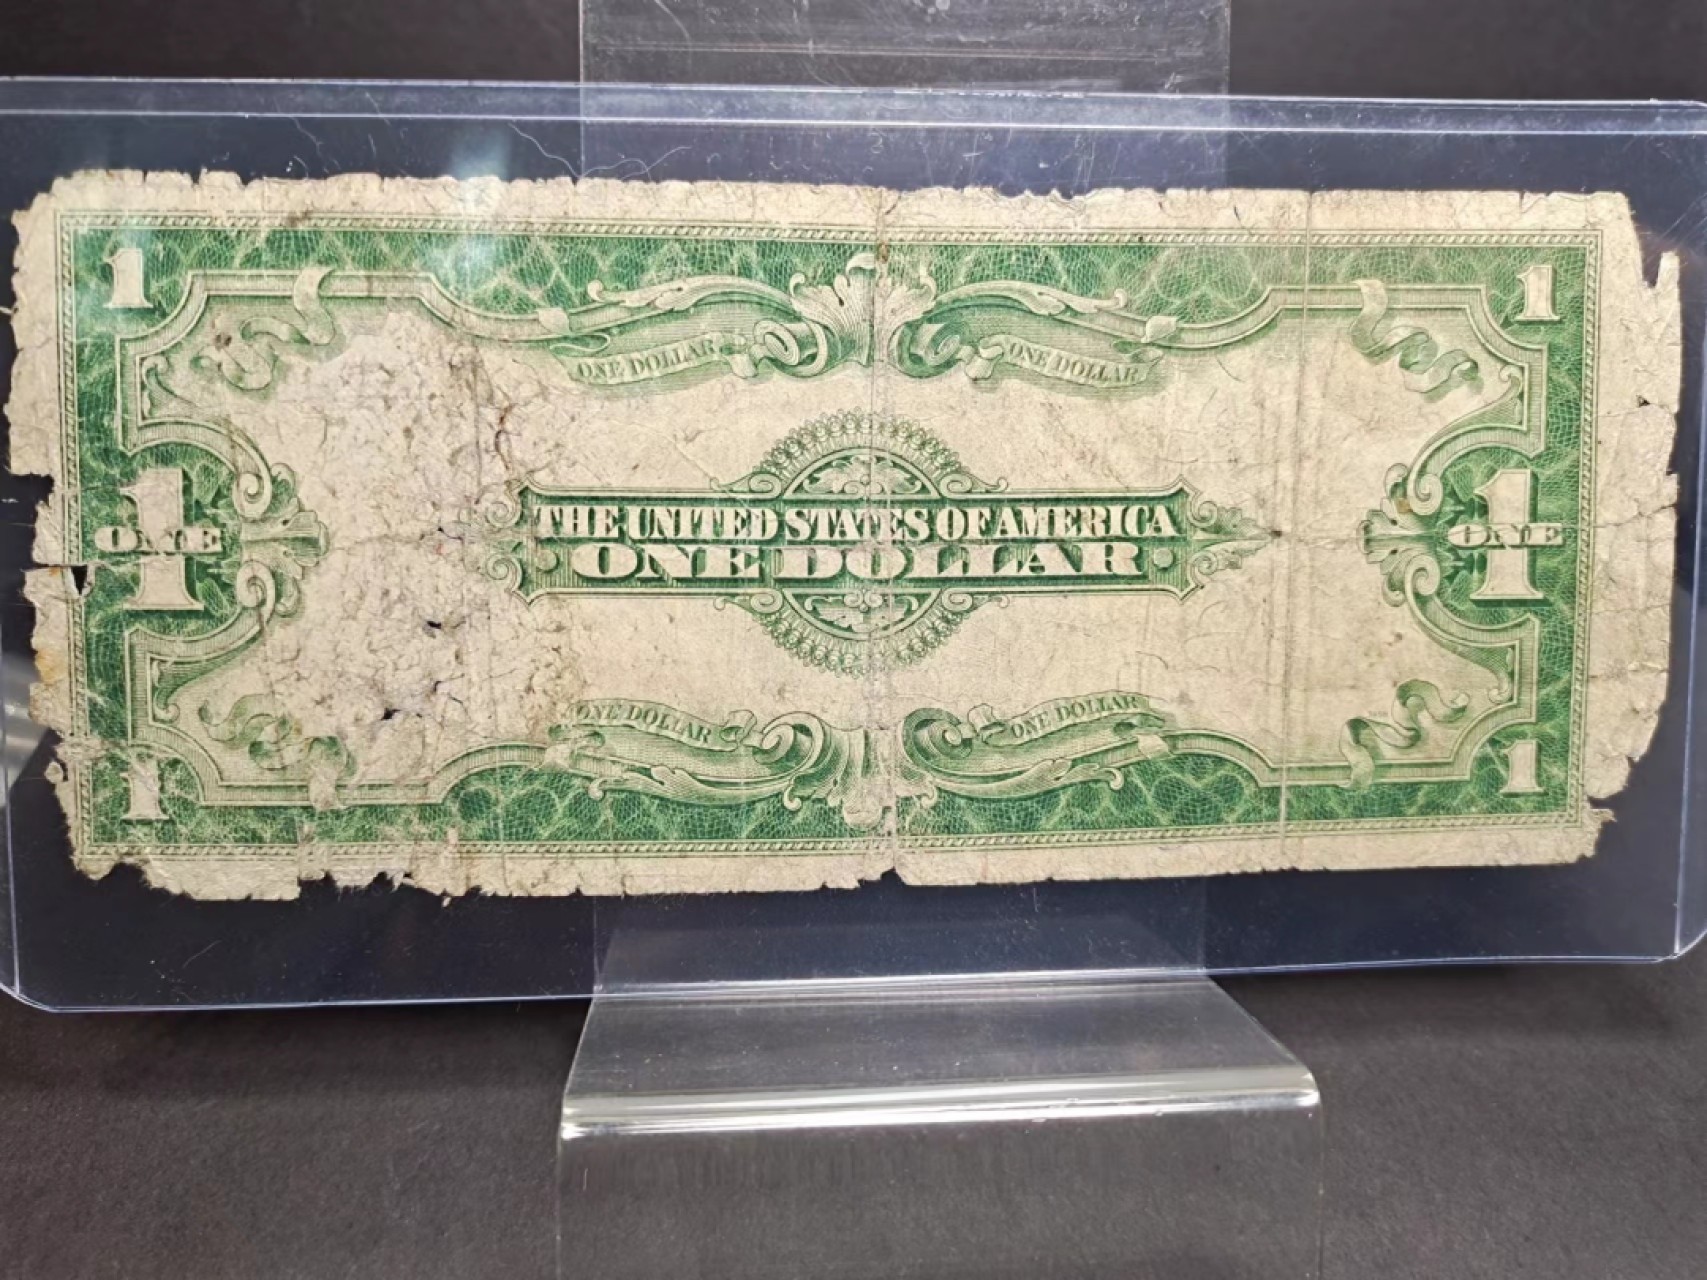 1 1
ONE DOLLAR ONE DOLLAR
1 1
ONE ONE
THE UNITED STATES OF AMERICA
ONE DOLLAR
ONE DOLLAR ONE DOLLAR
1 1